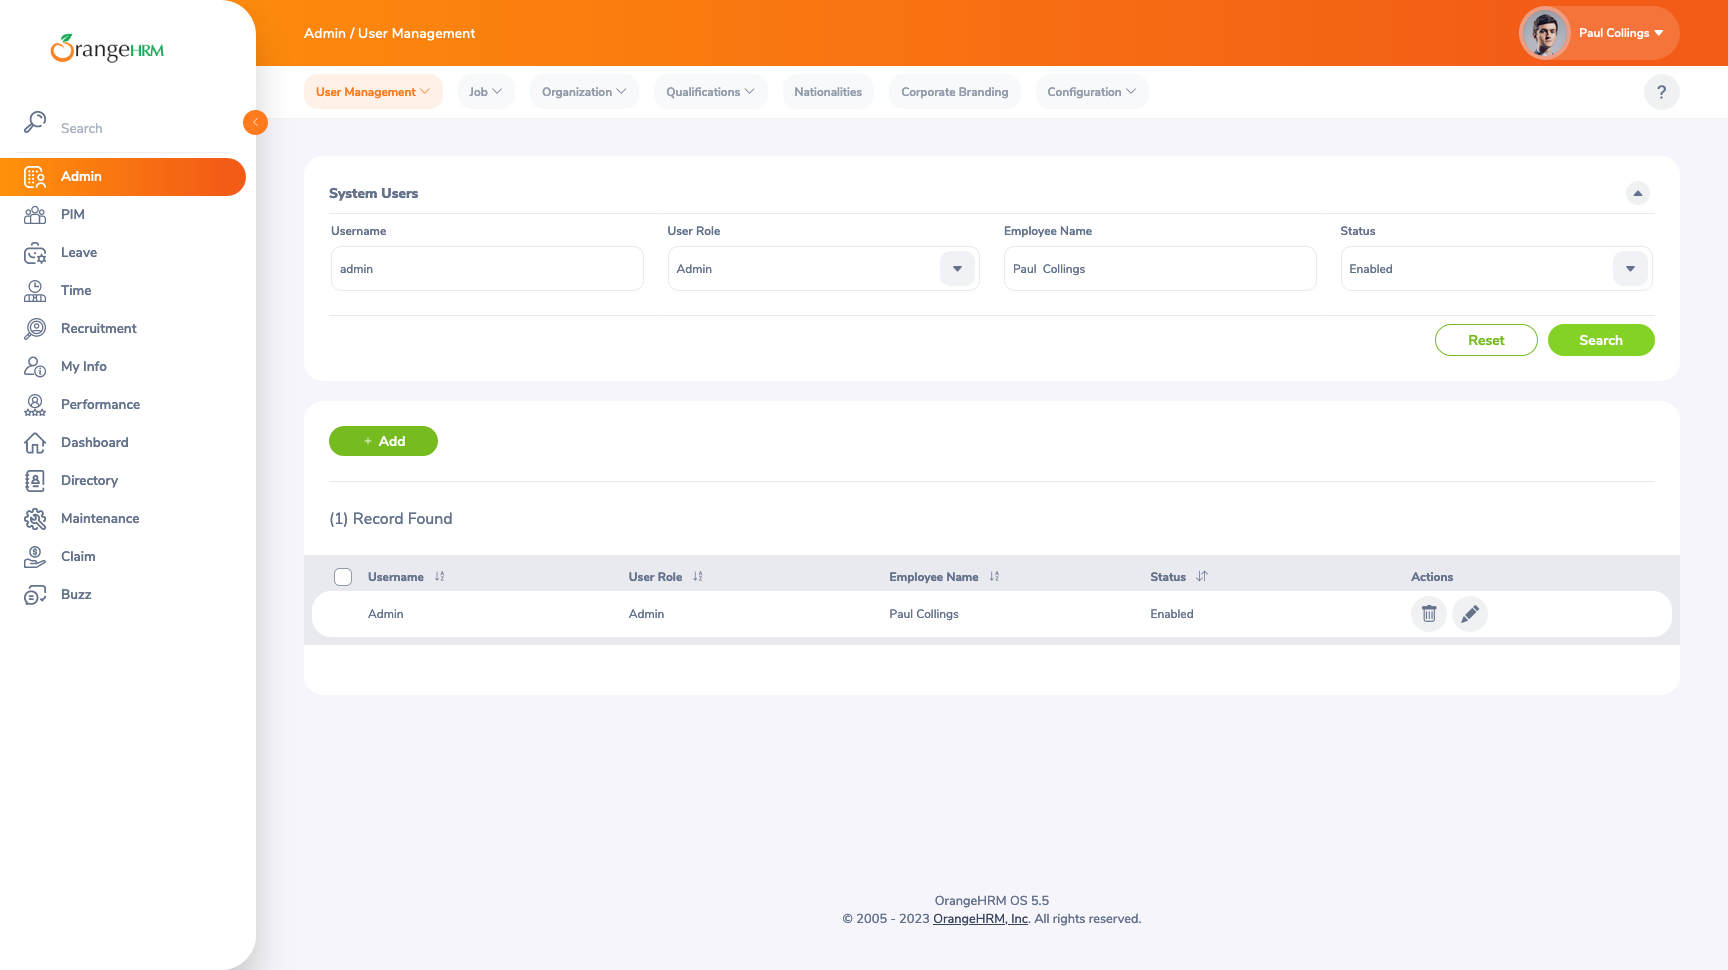 OrangeHRM
Admin / User Management
Paul Collings
User Management
Job
Organization
Qualifications
Nationalities
Corporate Branding
Configuration
?
Search
Admin
PIM
Leave
Time
Recruitment
My Info
Performance
Dashboard
Directory
Maintenance
Claim
Buzz
System Users
Username
User Role
Employee Name
Status
admin
Admin
Paul  Collings
Enabled
Reset
Search
+ Add
(1) Record Found
Username
User Role
Employee Name
Status
Actions
Admin
Admin
Paul Collings
Enabled
OrangeHRM OS 5.5
© 2005 - 2023 OrangeHRM, Inc. All rights reserved.